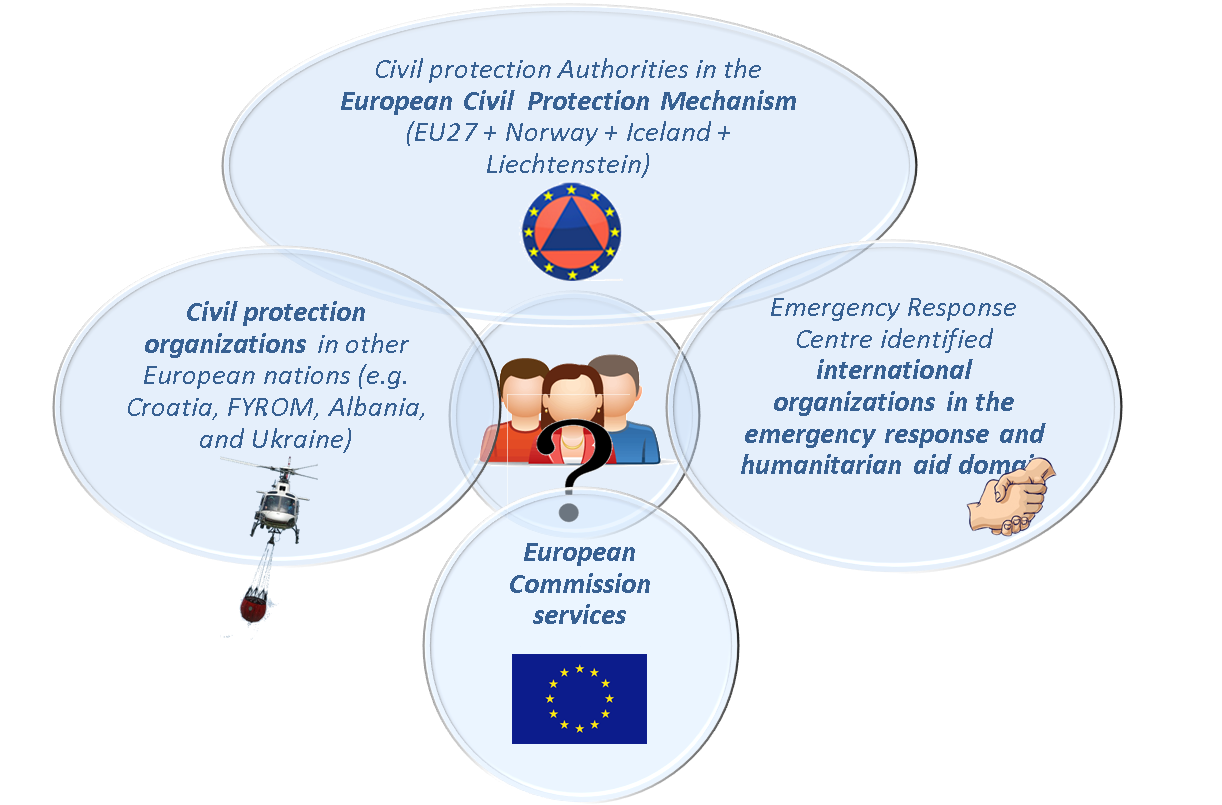 Civil protection Authorities in the
European Civil Protection Mechanism
(EU27 + Norway + Iceland +
Liechtenstein)
Civil protection
organizations in other
European nations (e.g.
Croatia, FYROM, Albania,
and Ukraine)
Emergency Response
Centre identified
international
organizations in the
emergency response and
humanitarian aid domain
?
European
Commission
services